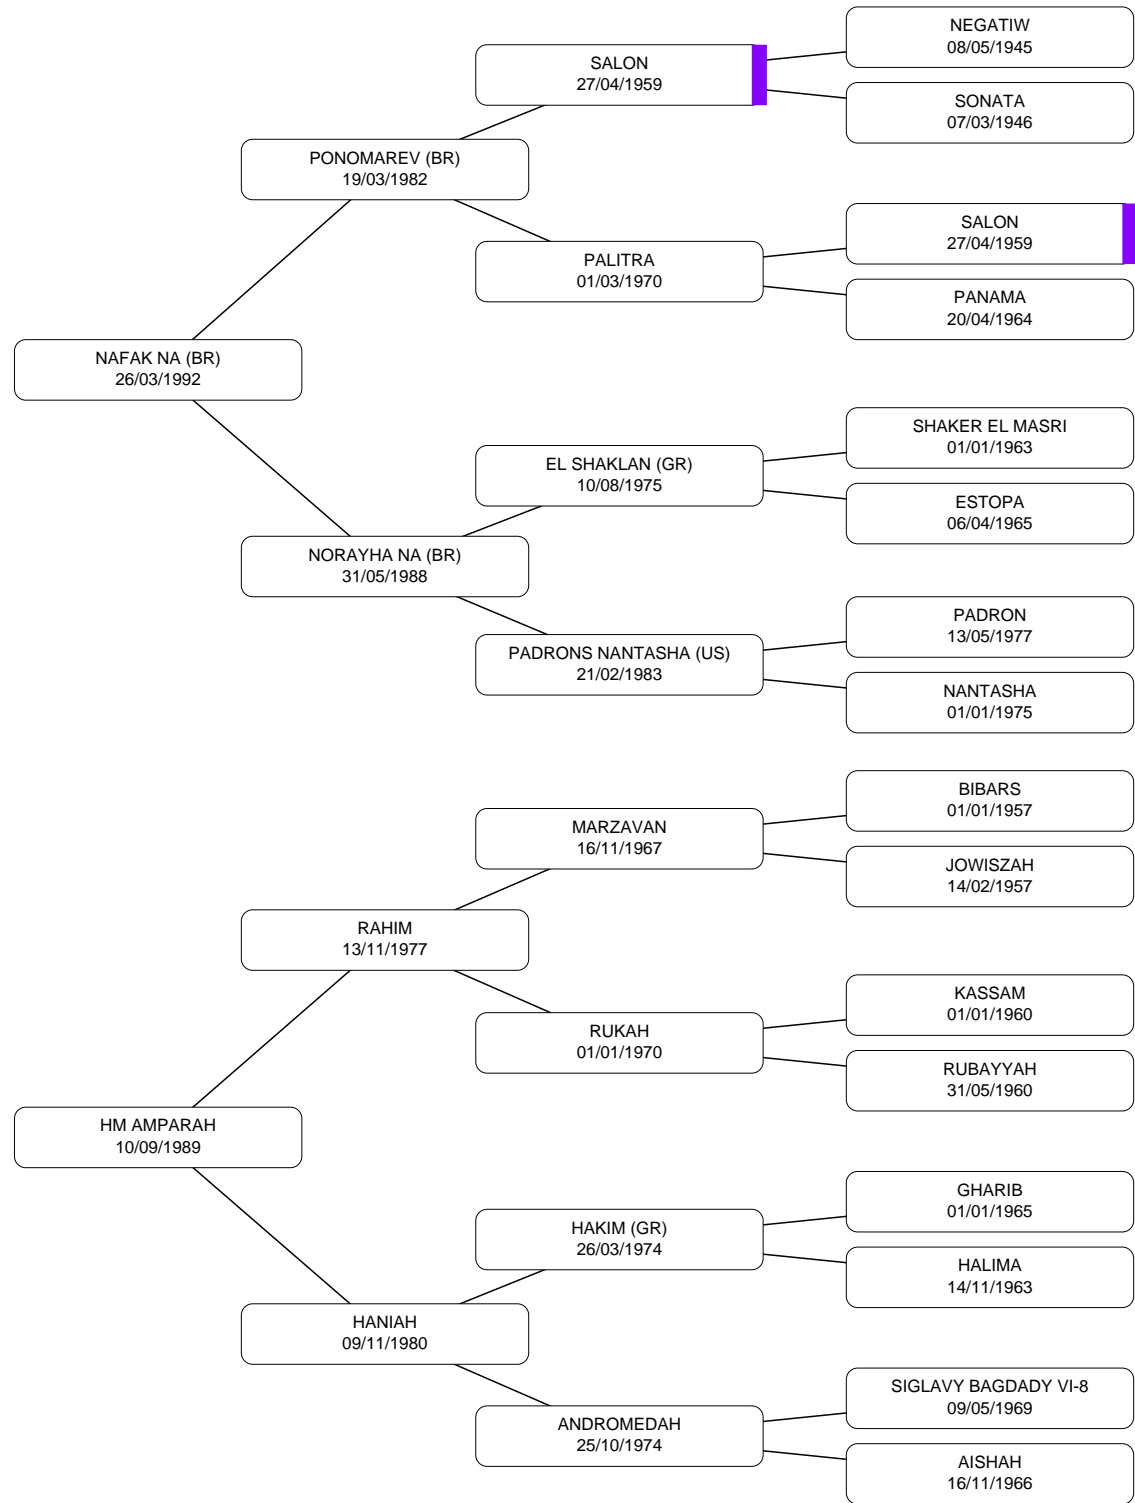 NEGATIW
08/05/1945
SALON
27/04/1959
SONATA
07/03/1946
PONOMAREV (BR)
19/03/1982
SALON
27/04/1959
PALITRA
01/03/1970
PANAMA
20/04/1964
NAFAK NA (BR)
26/03/1992
SHAKER EL MASRI
01/01/1963
EL SHAKLAN (GR)
10/08/1975
ESTOPA
06/04/1965
NORAYHA NA (BR)
31/05/1988
PADRON
13/05/1977
PADRONS NANTASHA (US)
21/02/1983
NANTASHA
01/01/1975
BIBARS
01/01/1957
MARZAVAN
16/11/1967
JOWISZAH
14/02/1957
RAHIM
13/11/1977
KASSAM
01/01/1960
RUKAH
01/01/1970
RUBAYYAH
31/05/1960
HM AMPARAH
10/09/1989
GHARIB
01/01/1965
HAKIM (GR)
26/03/1974
HALIMA
14/11/1963
HANIAH
09/11/1980
SIGLAVY BAGDADY VI-8
09/05/1969
ANDROMEDAH
25/10/1974
AISHAH
16/11/1966